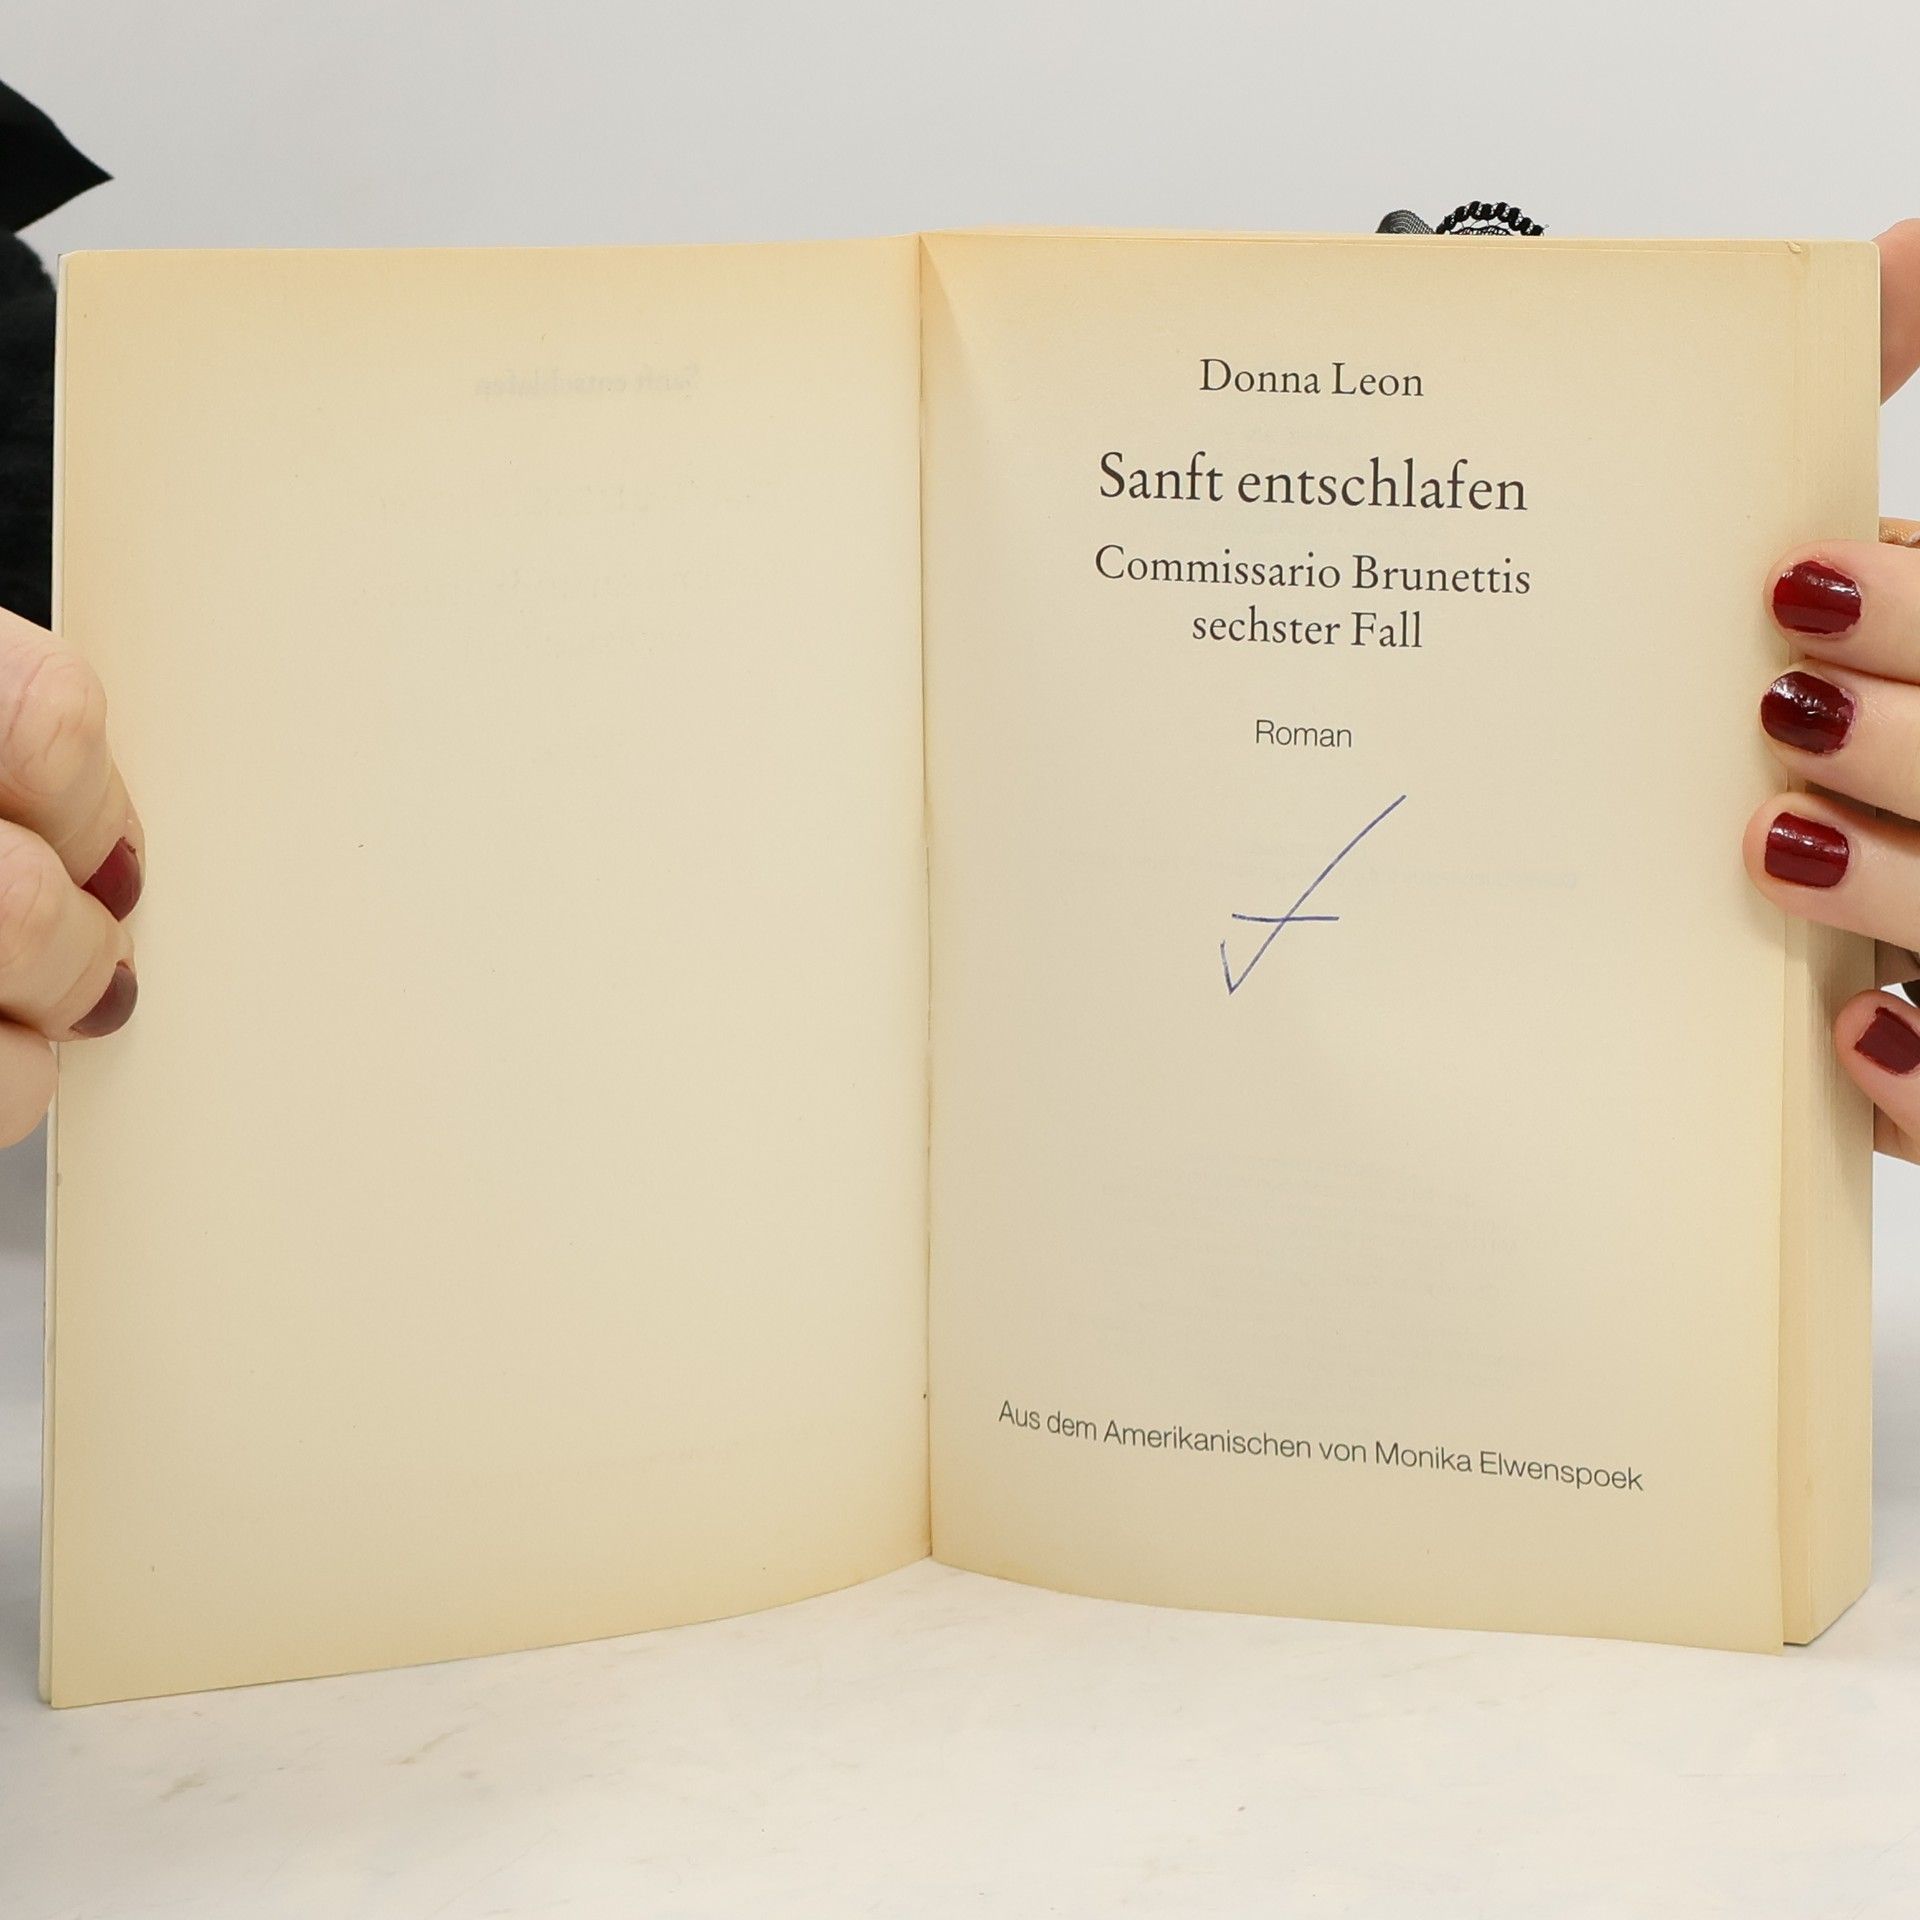 Donna Leon
Sanft entschlafen
Commissario Brunettis
sechster Fall
Roman
Aus dem Amerikanischen von Monika Elwenspoek